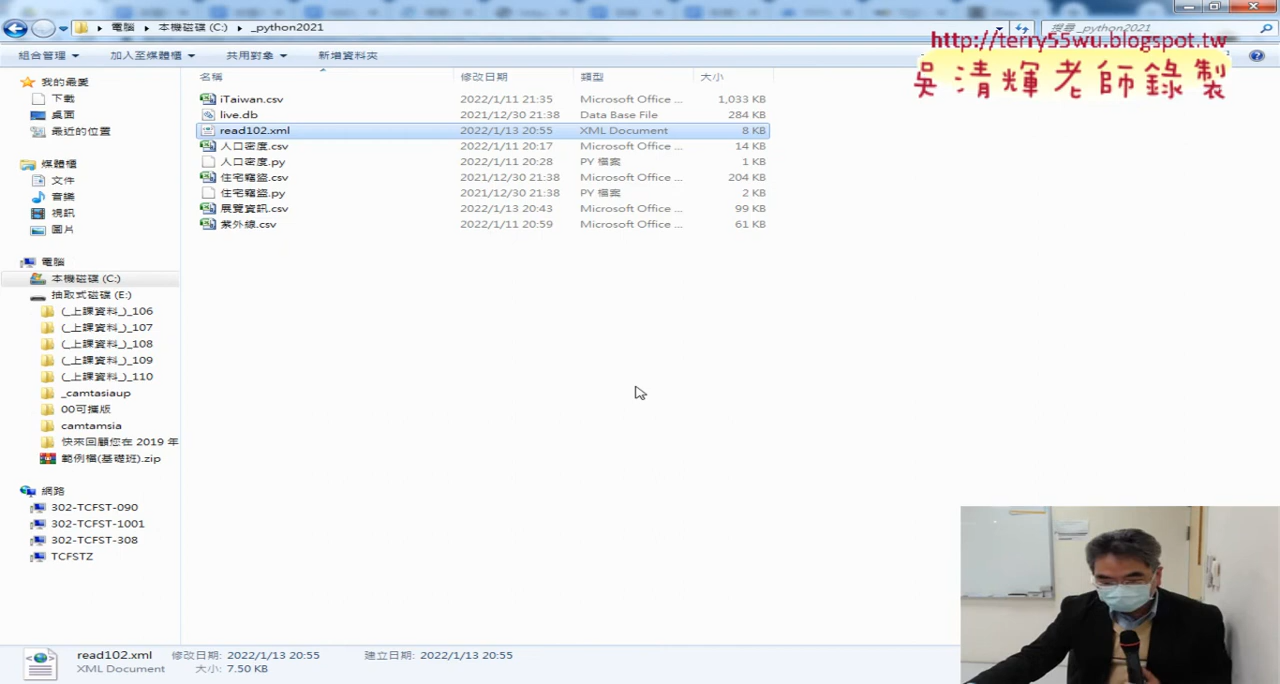 電腦 ▸ 本機磁碟 (C:) ▸ _python2021
搜尋 _python2021
http://terry55wu.blogspot.tw
吳清輝老師錄製
組合管理 加入至媒體櫃 共用對象 新增資料夾
名稱 修改日期 類型 大小
iTaiwan.csv 2022/1/11 21:35 Microsoft Office ... 1,033 KB
live.db 2021/12/30 21:38 Data Base File 284 KB
read102.xml 2022/1/13 20:55 XML Document 8 KB
人口密度.csv 2022/1/11 20:17 Microsoft Office ... 14 KB
人口密度.py 2022/1/11 20:28 PY 檔案 1 KB
住宅竊盜.csv 2021/12/30 21:38 Microsoft Office ... 204 KB
住宅竊盜.py 2021/12/30 21:38 PY 檔案 2 KB
展覽資訊.csv 2022/1/13 20:43 Microsoft Office ... 99 KB
紫外線.csv 2022/1/11 20:59 Microsoft Office ... 61 KB
我的最愛
下載
桌面
最近的位置
媒體櫃
文件
音樂
視訊
圖片
電腦
本機磁碟 (C:)
抽取式磁碟 (E:)
(_上課資料_)_106
(_上課資料_)_107
(_上課資料_)_108
(_上課資料_)_109
(_上課資料_)_110
_camtasiaup
00可攜版
camtamsia
快來回顧您在 2019 年
範例檔(基礎班).zip
網路
302-TCFST-090
302-TCFST-1001
302-TCFST-308
TCFSTZ
read102.xml 修改日期: 2022/1/13 20:55 建立日期: 2022/1/13 20:55
XML Document 大小: 7.50 KB